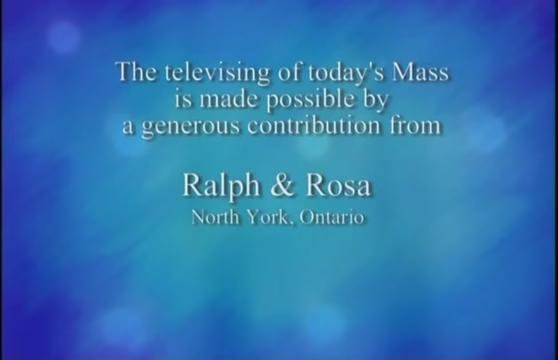 The televising of today's Mass
is made possible by
a generous contribution from
Ralph & Rosa
North York, Ontario